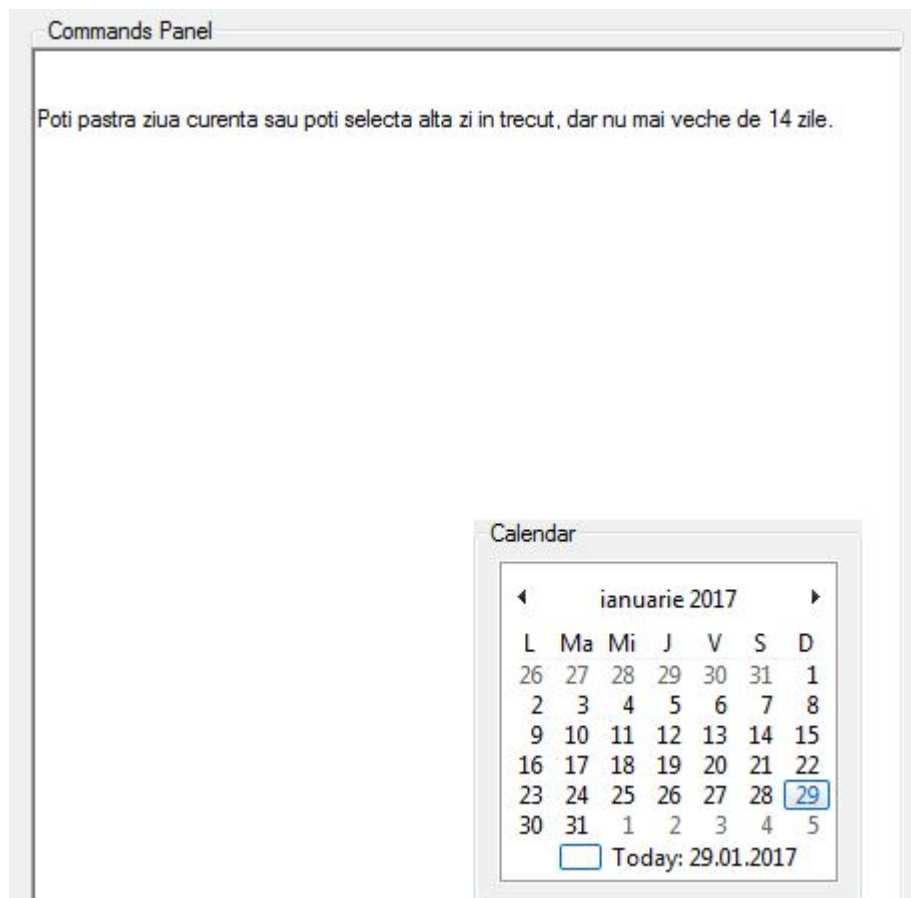 Commands Panel
Poti pastra ziua curenta sau poti selecta alta zi in trecut, dar nu mai veche de 14 zile.
Calendar
ianuarie 2017
L Ma Mi J V S D
26 27 28 29 30 31 1
2 3 4 5 6 7 8
9 10 11 12 13 14 15
16 17 18 19 20 21 22
23 24 25 26 27 28 29
30 31 1 2 3 4 5
Today: 29.01.2017